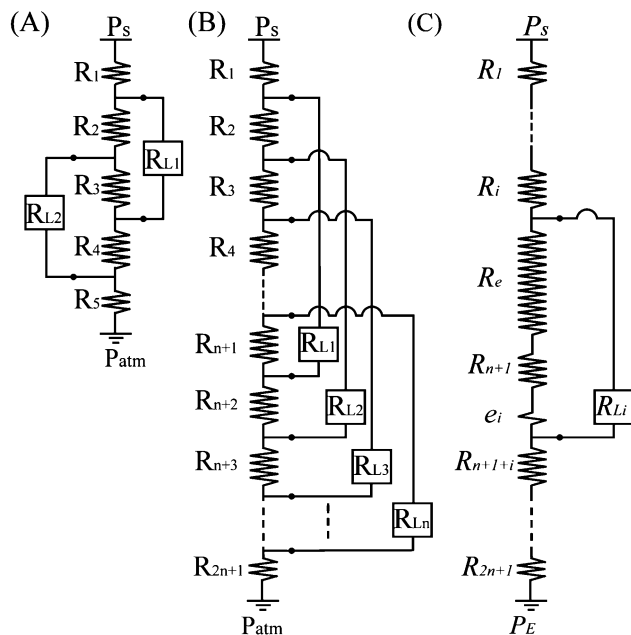 (A)
Ps
R1
R2
RL1
R3
RL2
R4
R5
Patm
(B)
Ps
R1
R2
R3
R4
Rn+1
RL1
Rn+2
RL2
Rn+3
RL3
RLn
R2n+1
Patm
(C)
Ps
R1
Ri
Re
Rn+1
ei
RLi
Rn+1+i
R2n+1
PE